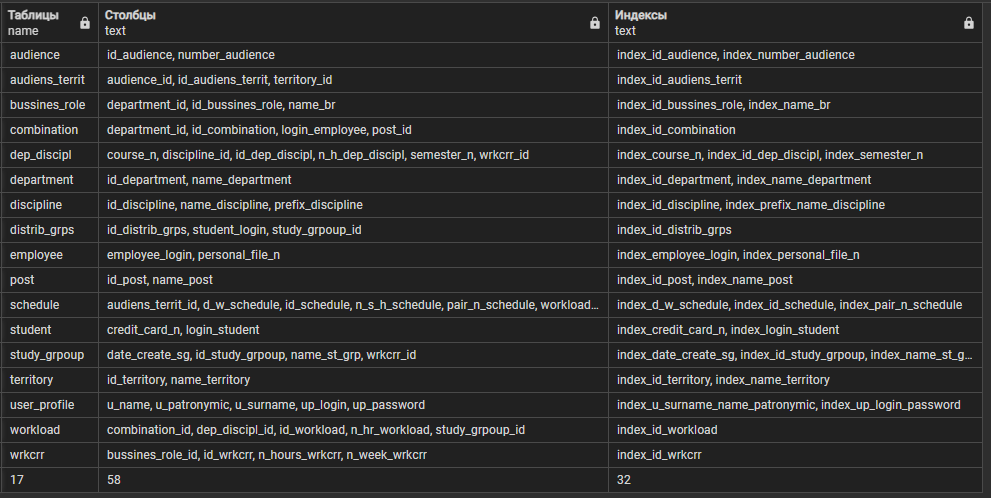 Таблицы Столбцы Индексы
name text text
audience id_audience, number_audience index_id_audience, index_number_audience
audiens_territ audience_id, id_audiens_territ, territory_id index_id_audiens_territ
bussines_role department_id, id_bussines_role, name_br index_id_bussines_role, index_name_br
combination department_id, id_combination, login_employee, post_id index_id_combination
dep_discipl course_n, discipline_id, id_dep_discipl, n_h_dep_discipl, semester_n, wrkcrr_id index_course_n, index_id_dep_discipl, index_semester_n
department id_department, name_department index_id_department, index_name_department
discipline id_discipline, name_discipline, prefix_discipline index_id_discipline, index_prefix_name_discipline
distrib_grps id_distrib_grps, student_login, study_grpoup_id index_id_distrib_grps
employee employee_login, personal_file_n index_employee_login, index_personal_file_n
post id_post, name_post index_id_post, index_name_post
schedule audiens_territ_id, d_w_schedule, id_schedule, n_s_h_schedule, pair_n_schedule, workload... index_d_w_schedule, index_id_schedule, index_pair_n_schedule
student credit_card_n, login_student index_credit_card_n, index_login_student
study_grpoup date_create_sg, id_study_grpoup, name_st_grp, wrkcrr_id index_date_create_sg, index_id_study_grpoup, index_name_st_g...
territory id_territory, name_territory index_id_territory, index_name_territory
user_profile u_name, u_patronymic, u_surname, up_login, up_password index_u_surname_name_patronymic, index_up_login_password
workload combination_id, dep_discipl_id, id_workload, n_hr_workload, study_grpoup_id index_id_workload
wrkcrr bussines_role_id, id_wrkcrr, n_hours_wrkcrr, n_week_wrkcrr index_id_wrkcrr
17 58 32